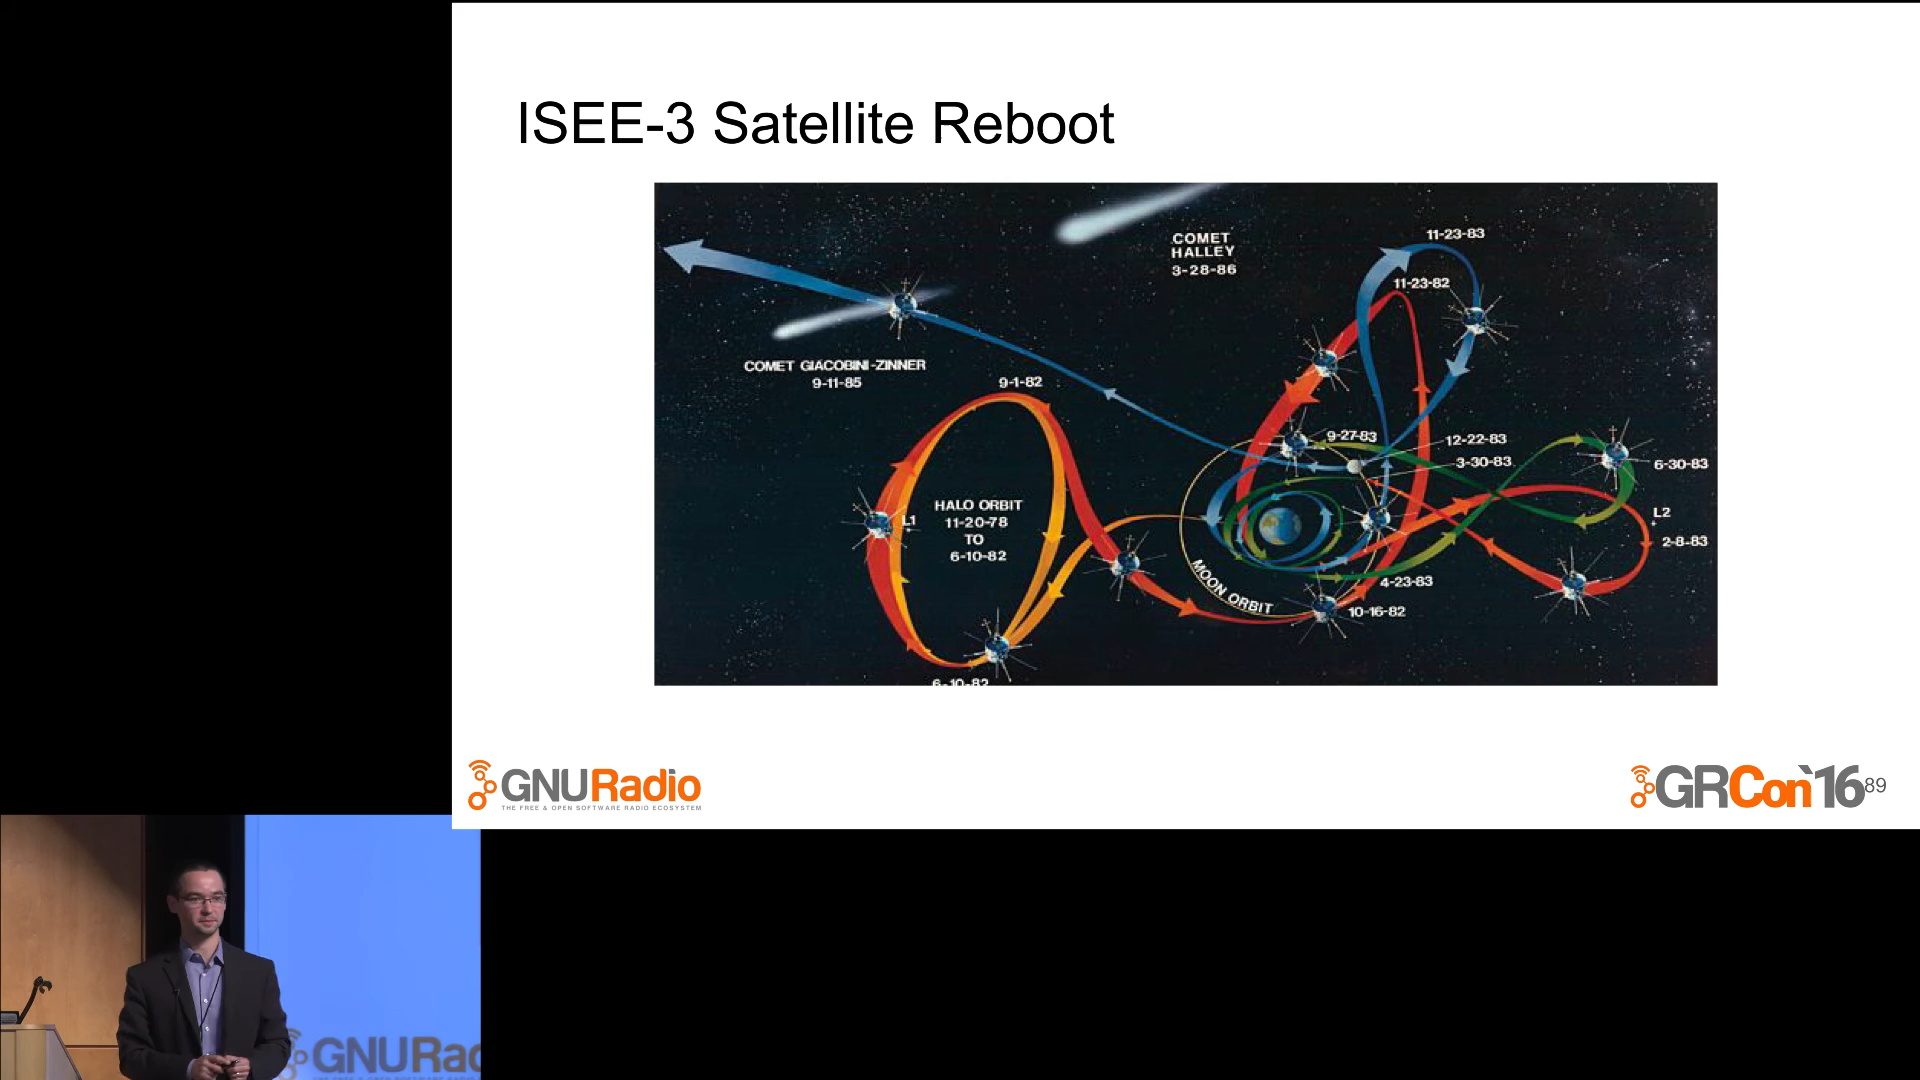 ISEE-3 Satellite Reboot
COMET
HALLEY
3-28-86
11-23-83
11-23-82
COMET GIACOBINI-ZINNER
9-11-85
9-1-82
9-27-83
12-22-83
3-30-83
6-30-83
L1
HALO ORBIT
11-20-78
TO
6-10-82
L2
2-8-83
MOON ORBIT
4-23-83
10-16-82
6-10-82
GNURadio
THE FREE & OPEN SOFTWARE RADIO ECOSYSTEM
GRCon`16
89
GNURad